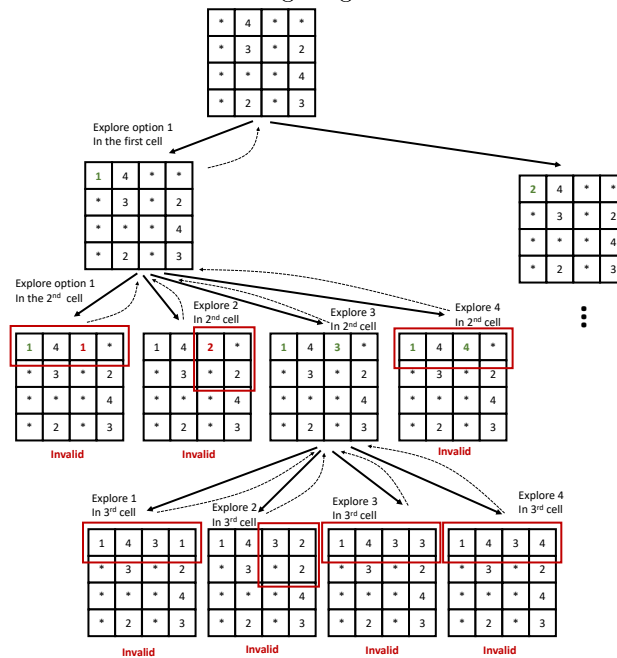 * 4 * *
* 3 * 2
* * * 4
* 2 * 3
Explore option 1
In the first cell
1 4 * *
* 3 * 2
* * * 4
* 2 * 3
2 4 * *
* 3 * 2
* * * 4
* 2 * 3
Explore option 1
In the 2nd cell
Explore 2
In 2nd cell
Explore 3
In 2nd cell
Explore 4
In 2nd cell
1 4 1 *
* 3 * 2
* * * 4
* 2 * 3
Invalid
1 4 2 *
* 3 * 2
* * * 4
* 2 * 3
Invalid
1 4 3 *
* 3 * 2
* * * 4
* 2 * 3
1 4 4 *
* 3 * 2
* * * 4
* 2 * 3
Invalid
Explore 1
In 3rd cell
Explore 2
In 3rd cell
Explore 3
In 3rd cell
Explore 4
In 3rd cell
1 4 3 1
* 3 * 2
* * * 4
* 2 * 3
Invalid
1 4 3 2
* 3 * 2
* * * 4
* 2 * 3
Invalid
1 4 3 3
* 3 * 2
* * * 4
* 2 * 3
Invalid
1 4 3 4
* 3 * 2
* * * 4
* 2 * 3
Invalid